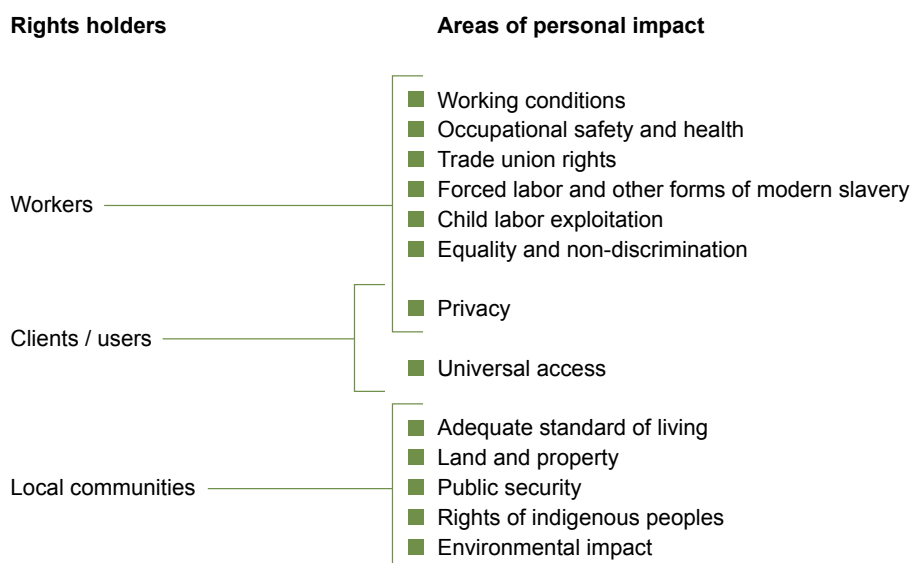 Rights holders
Areas of personal impact
Workers
Working conditions
Occupational safety and health
Trade union rights
Forced labor and other forms of modern slavery
Child labor exploitation
Equality and non-discrimination
Privacy
Clients / users
Universal access
Local communities
Adequate standard of living
Land and property
Public security
Rights of indigenous peoples
Environmental impact